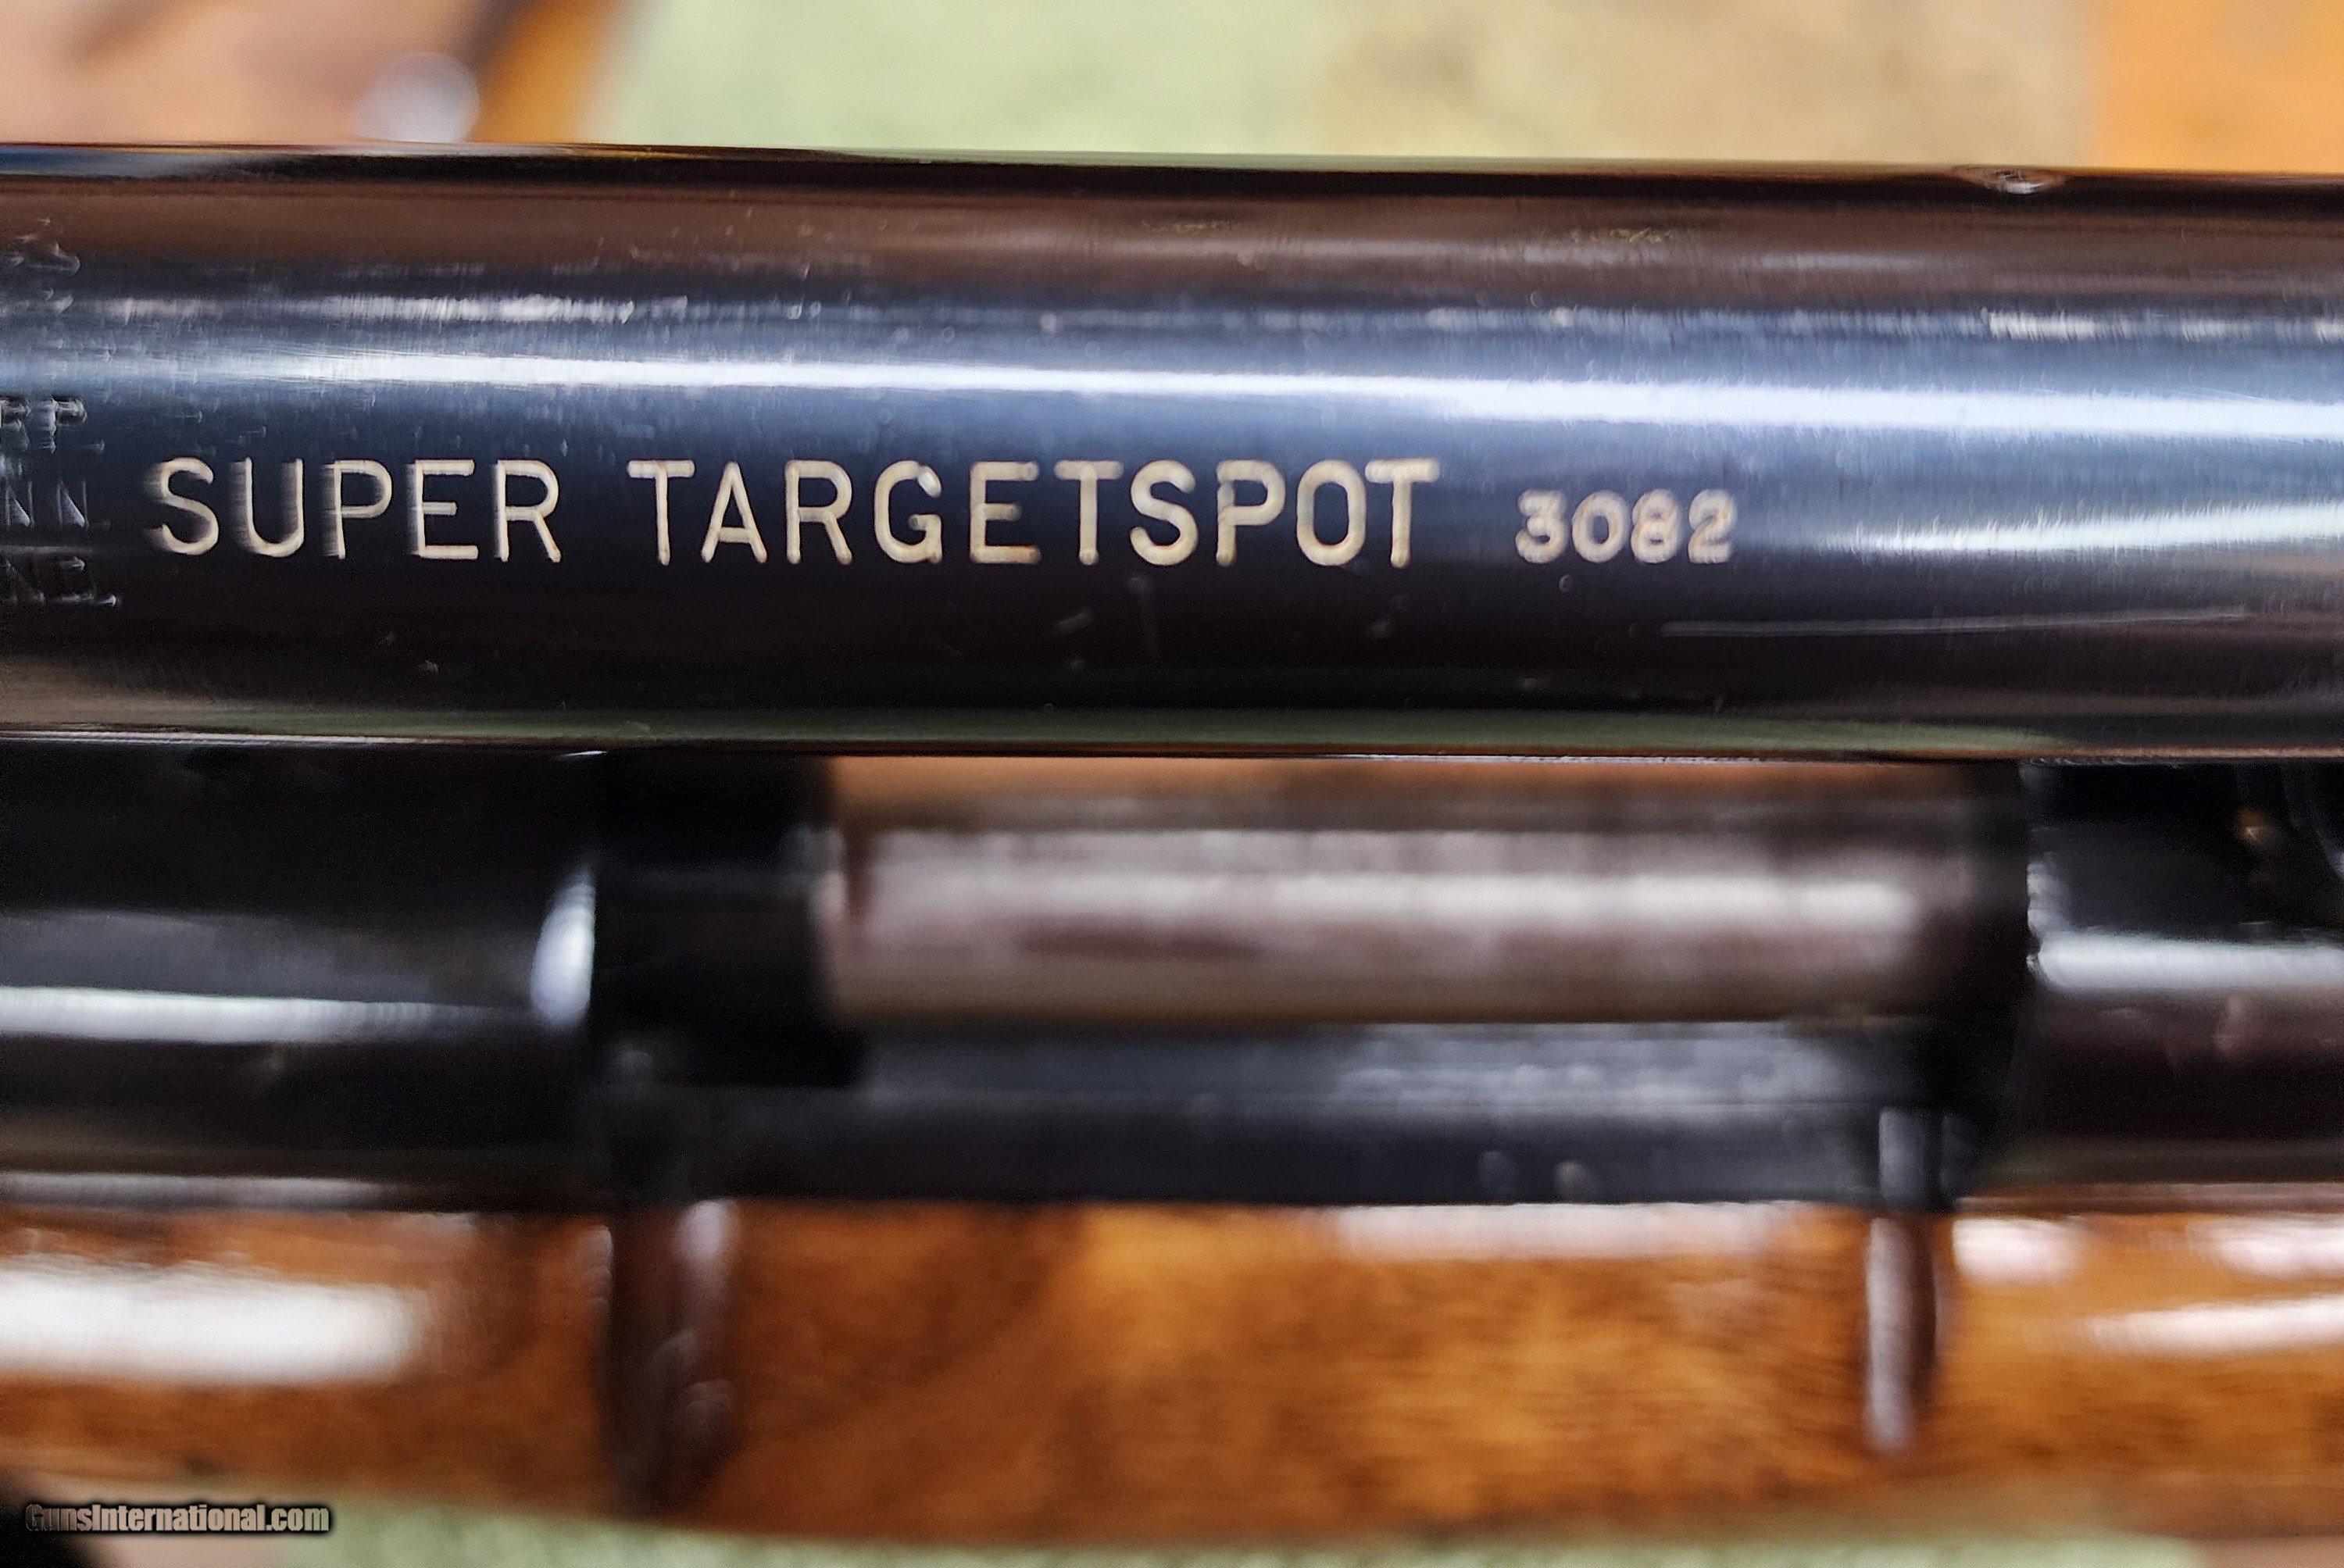 SUPER TARGETSPOT 3082
GunsInternational.com